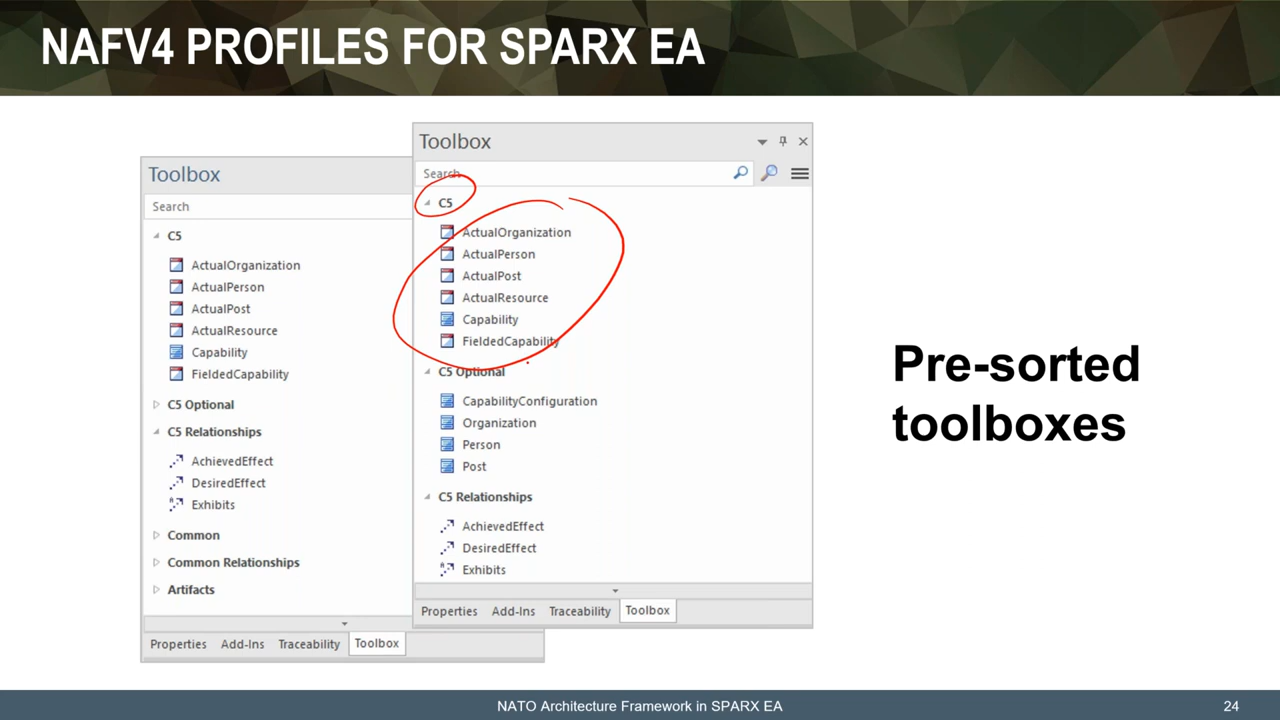 NAFV4 PROFILES FOR SPARX EA
Toolbox
Search
C5
ActualOrganization
ActualPerson
ActualPost
ActualResource
Capability
FieldedCapability
C5 Optional
C5 Relationships
AchievedEffect
DesiredEffect
Exhibits
Common
Common Relationships
Artifacts
Properties Add-Ins Traceability Toolbox
Toolbox
Search
C5
ActualOrganization
ActualPerson
ActualPost
ActualResource
Capability
FieldedCapability
C5 Optional
CapabilityConfiguration
Organization
Person
Post
C5 Relationships
AchievedEffect
DesiredEffect
Exhibits
Properties Add-Ins Traceability Toolbox
Pre-sorted
toolboxes
NATO Architecture Framework in SPARX EA
24